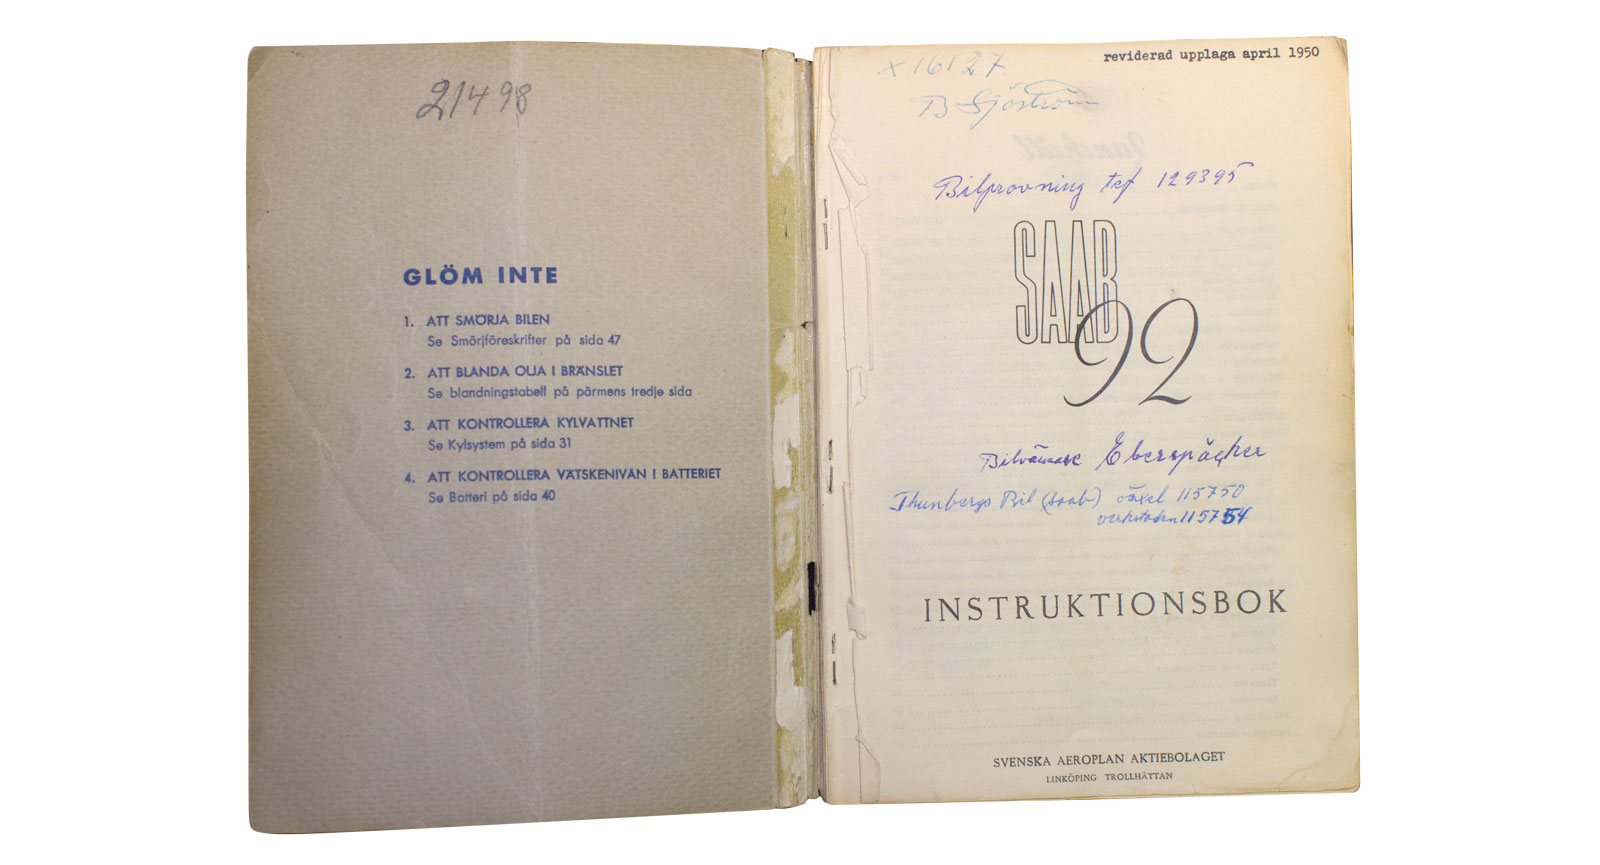 21498
GLÖM INTE
1. ATT SMÖRJA BILEN
Se Smörjföreskrifter på sida 47
2. ATT BLANDA OLJA I BRÄNSLET
Se blandningstabell på pärmens tredje sida
3. ATT KONTROLLERA KYLVATTNET
Se Kylsystem på sida 31
4. ATT KONTROLLERA VÄTSKENIVÅN I BATTERIET
Se Batteri på sida 40
reviderad upplaga april 1950
x 16127
B Sjöström
Bilprovning tel 129395
SAAB
92
Bilvärmare Eberspächer
Thunbergs Bil (Saab) växel 115750
verkstaden 115754
INSTRUKTIONSBOK
SVENSKA AEROPLAN AKTIEBOLAGET
LINKÖPING TROLLHÄTTAN